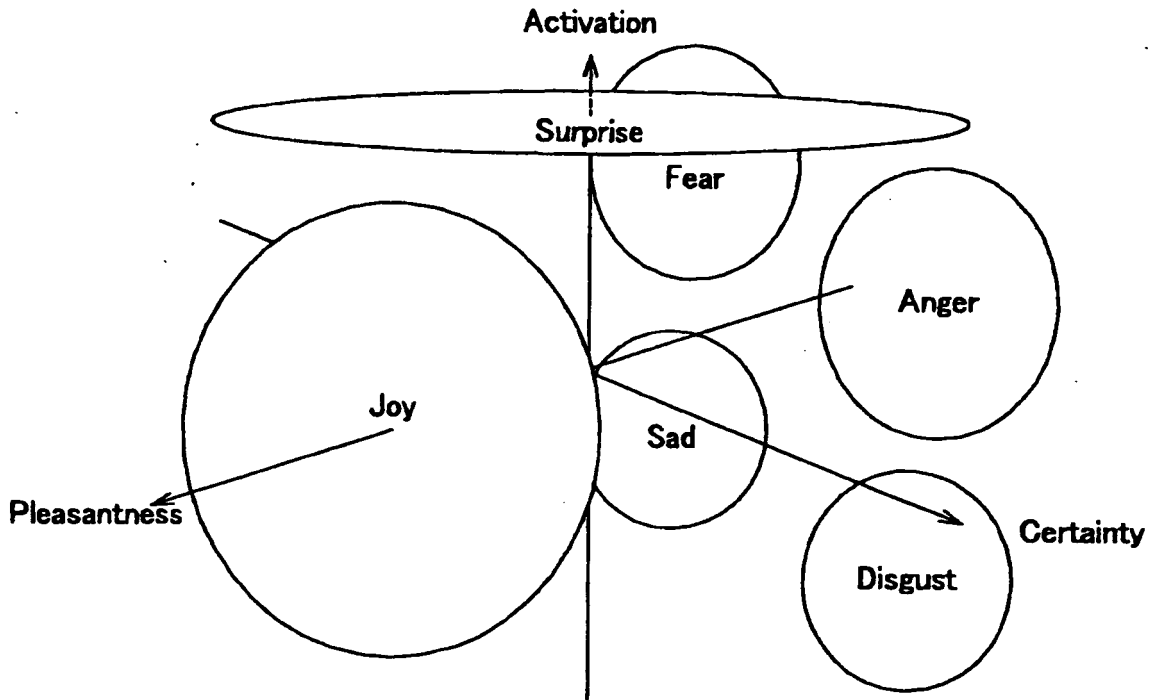 Activation
Surprise
Fear
Anger
Joy
Sad
Pleasantness
Certainty
Disgust